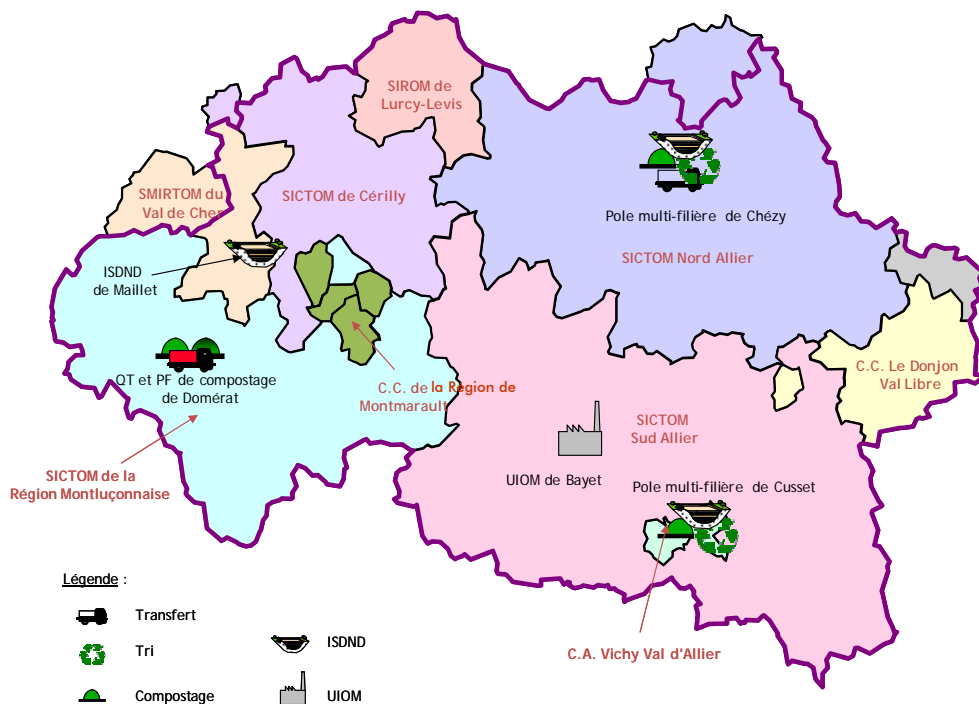 SIROM de
Lurcy-Levis
SMIRTOM du
Val de Cher
SICTOM de Cérilly
Pole multi-filière de Chézy
SICTOM Nord Allier
ISDND
de Maillet
C.C. Le Donjon
Val Libre
QT et PF de compostage
de Domérat
C.C. de la Région de
Montmarault
SICTOM
Sud Allier
SICTOM de la
Région Montluçonnaise
UIOM de Bayet
Pole multi-filière de Cusset
Légende :
Transfert
Tri
ISDND
C.A. Vichy Val d'Allier
Compostage
UIOM